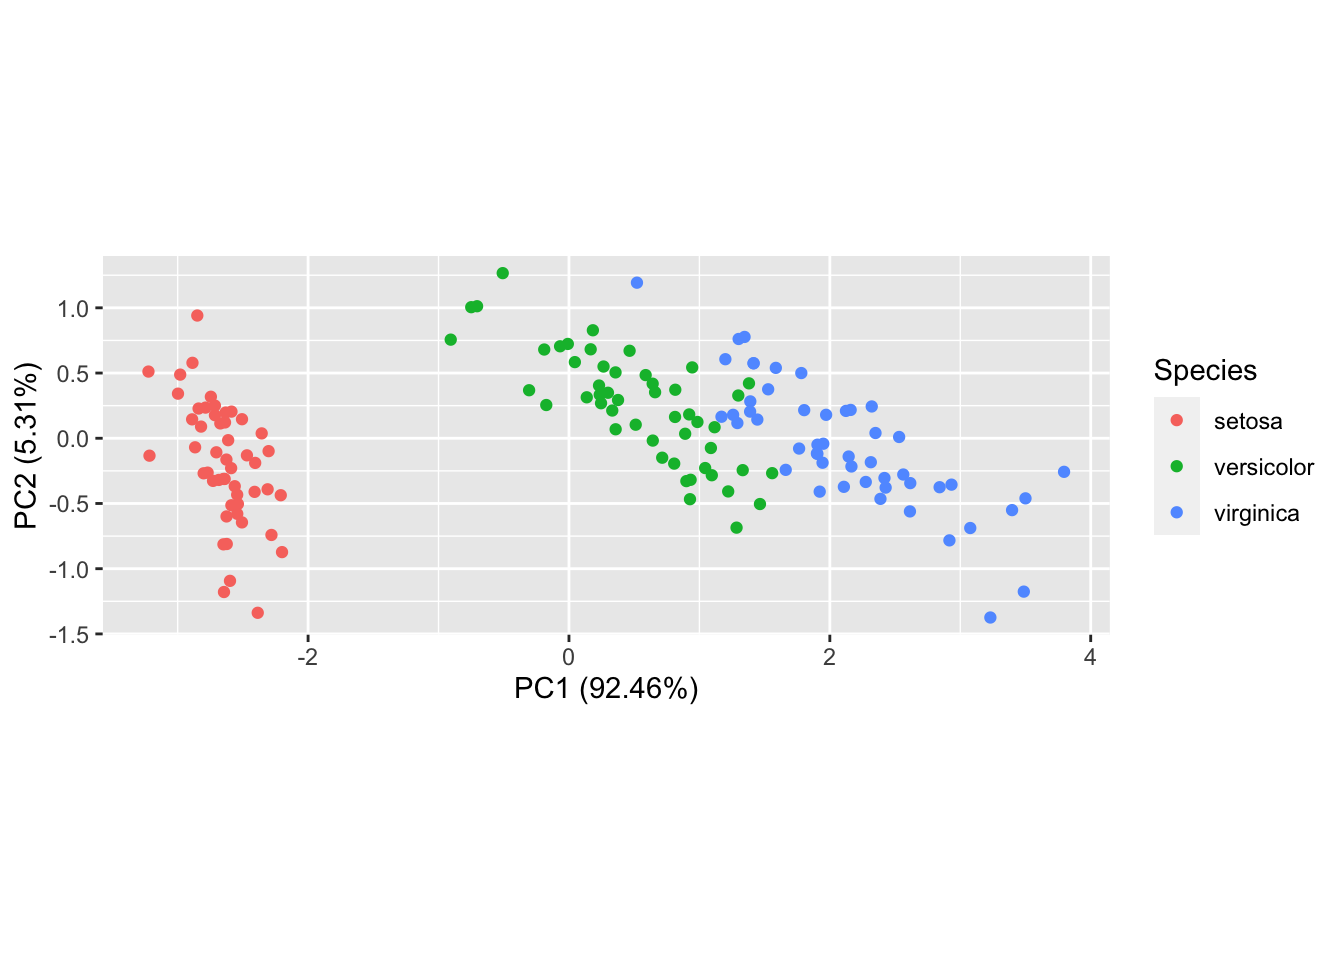 1.0
0.5
0.0
-0.5
-1.0
-1.5
PC2 (5.31%)
-2 0 2 4
PC1 (92.46%)
Species
setosa
versicolor
virginica